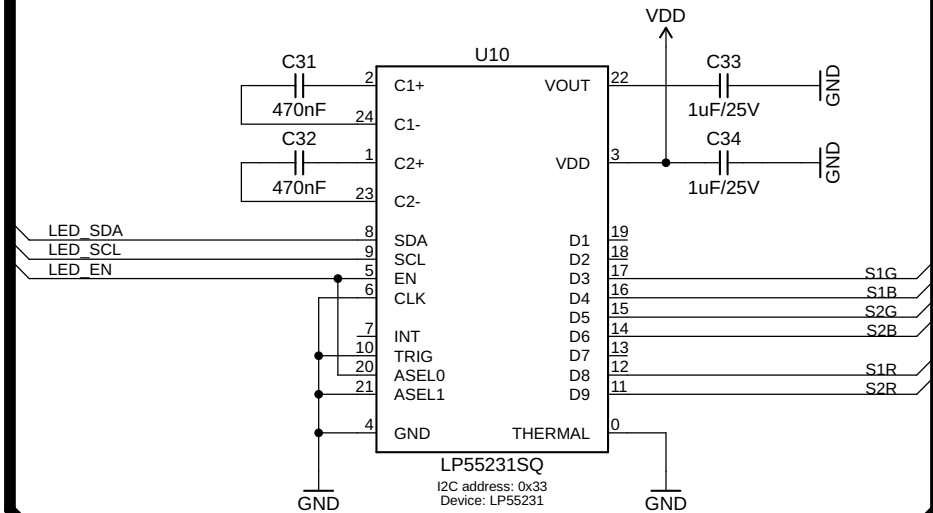 VDD
U10
C31
470nF
2
C1+
24
C1-
C32
470nF
1
C2+
23
C2-
LED_SDA
8
SDA
LED_SCL
9
SCL
LED_EN
5
EN
6
CLK
7
INT
10
TRIG
20
ASEL0
21
ASEL1
4
GND
GND
VOUT
22
C33
1uF/25V
GND
VDD
3
C34
1uF/25V
GND
D1
19
D2
18
D3
17
S1G
D4
16
S1B
D5
15
S2G
D6
14
S2B
D7
13
D8
12
S1R
D9
11
S2R
THERMAL
0
GND
LP55231SQ
I2C address: 0x33
Device: LP55231